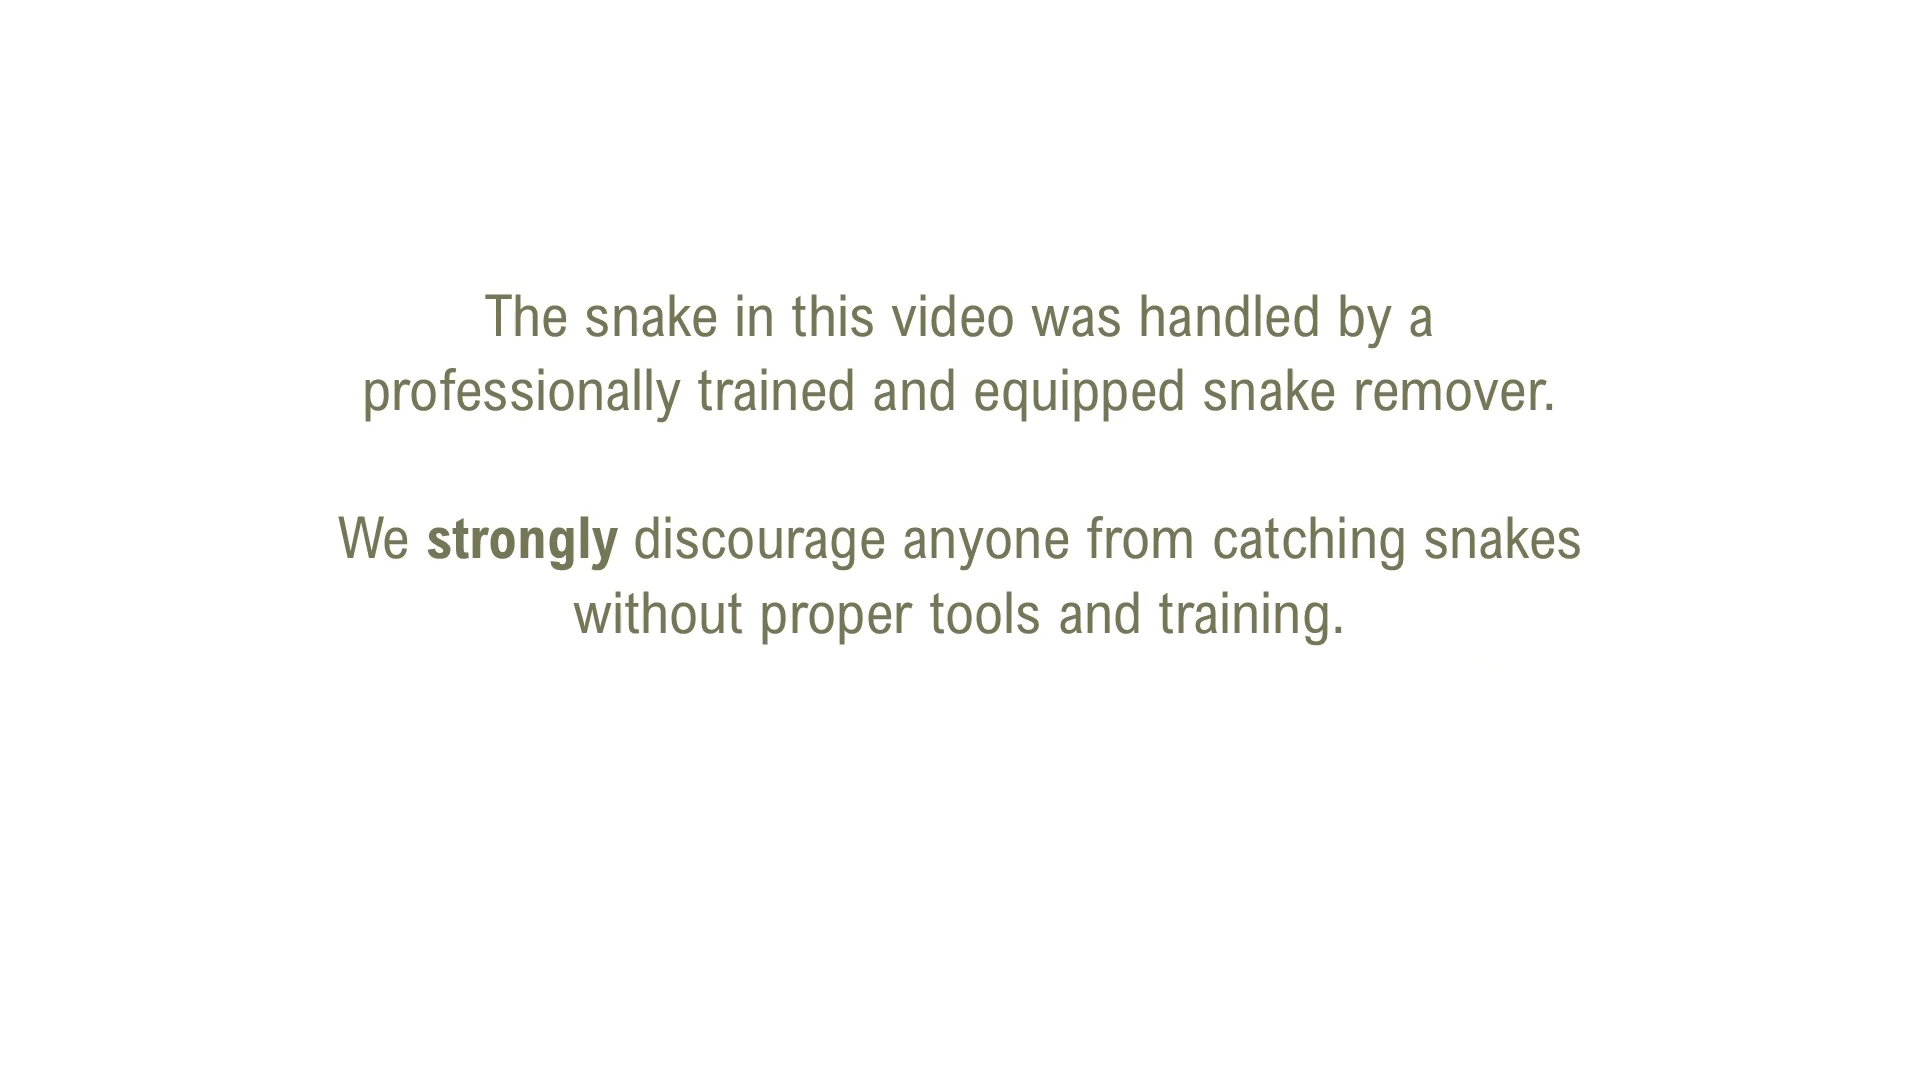 The snake in this video was handled by a
professionally trained and equipped snake remover.
We strongly discourage anyone from catching snakes
without proper tools and training.